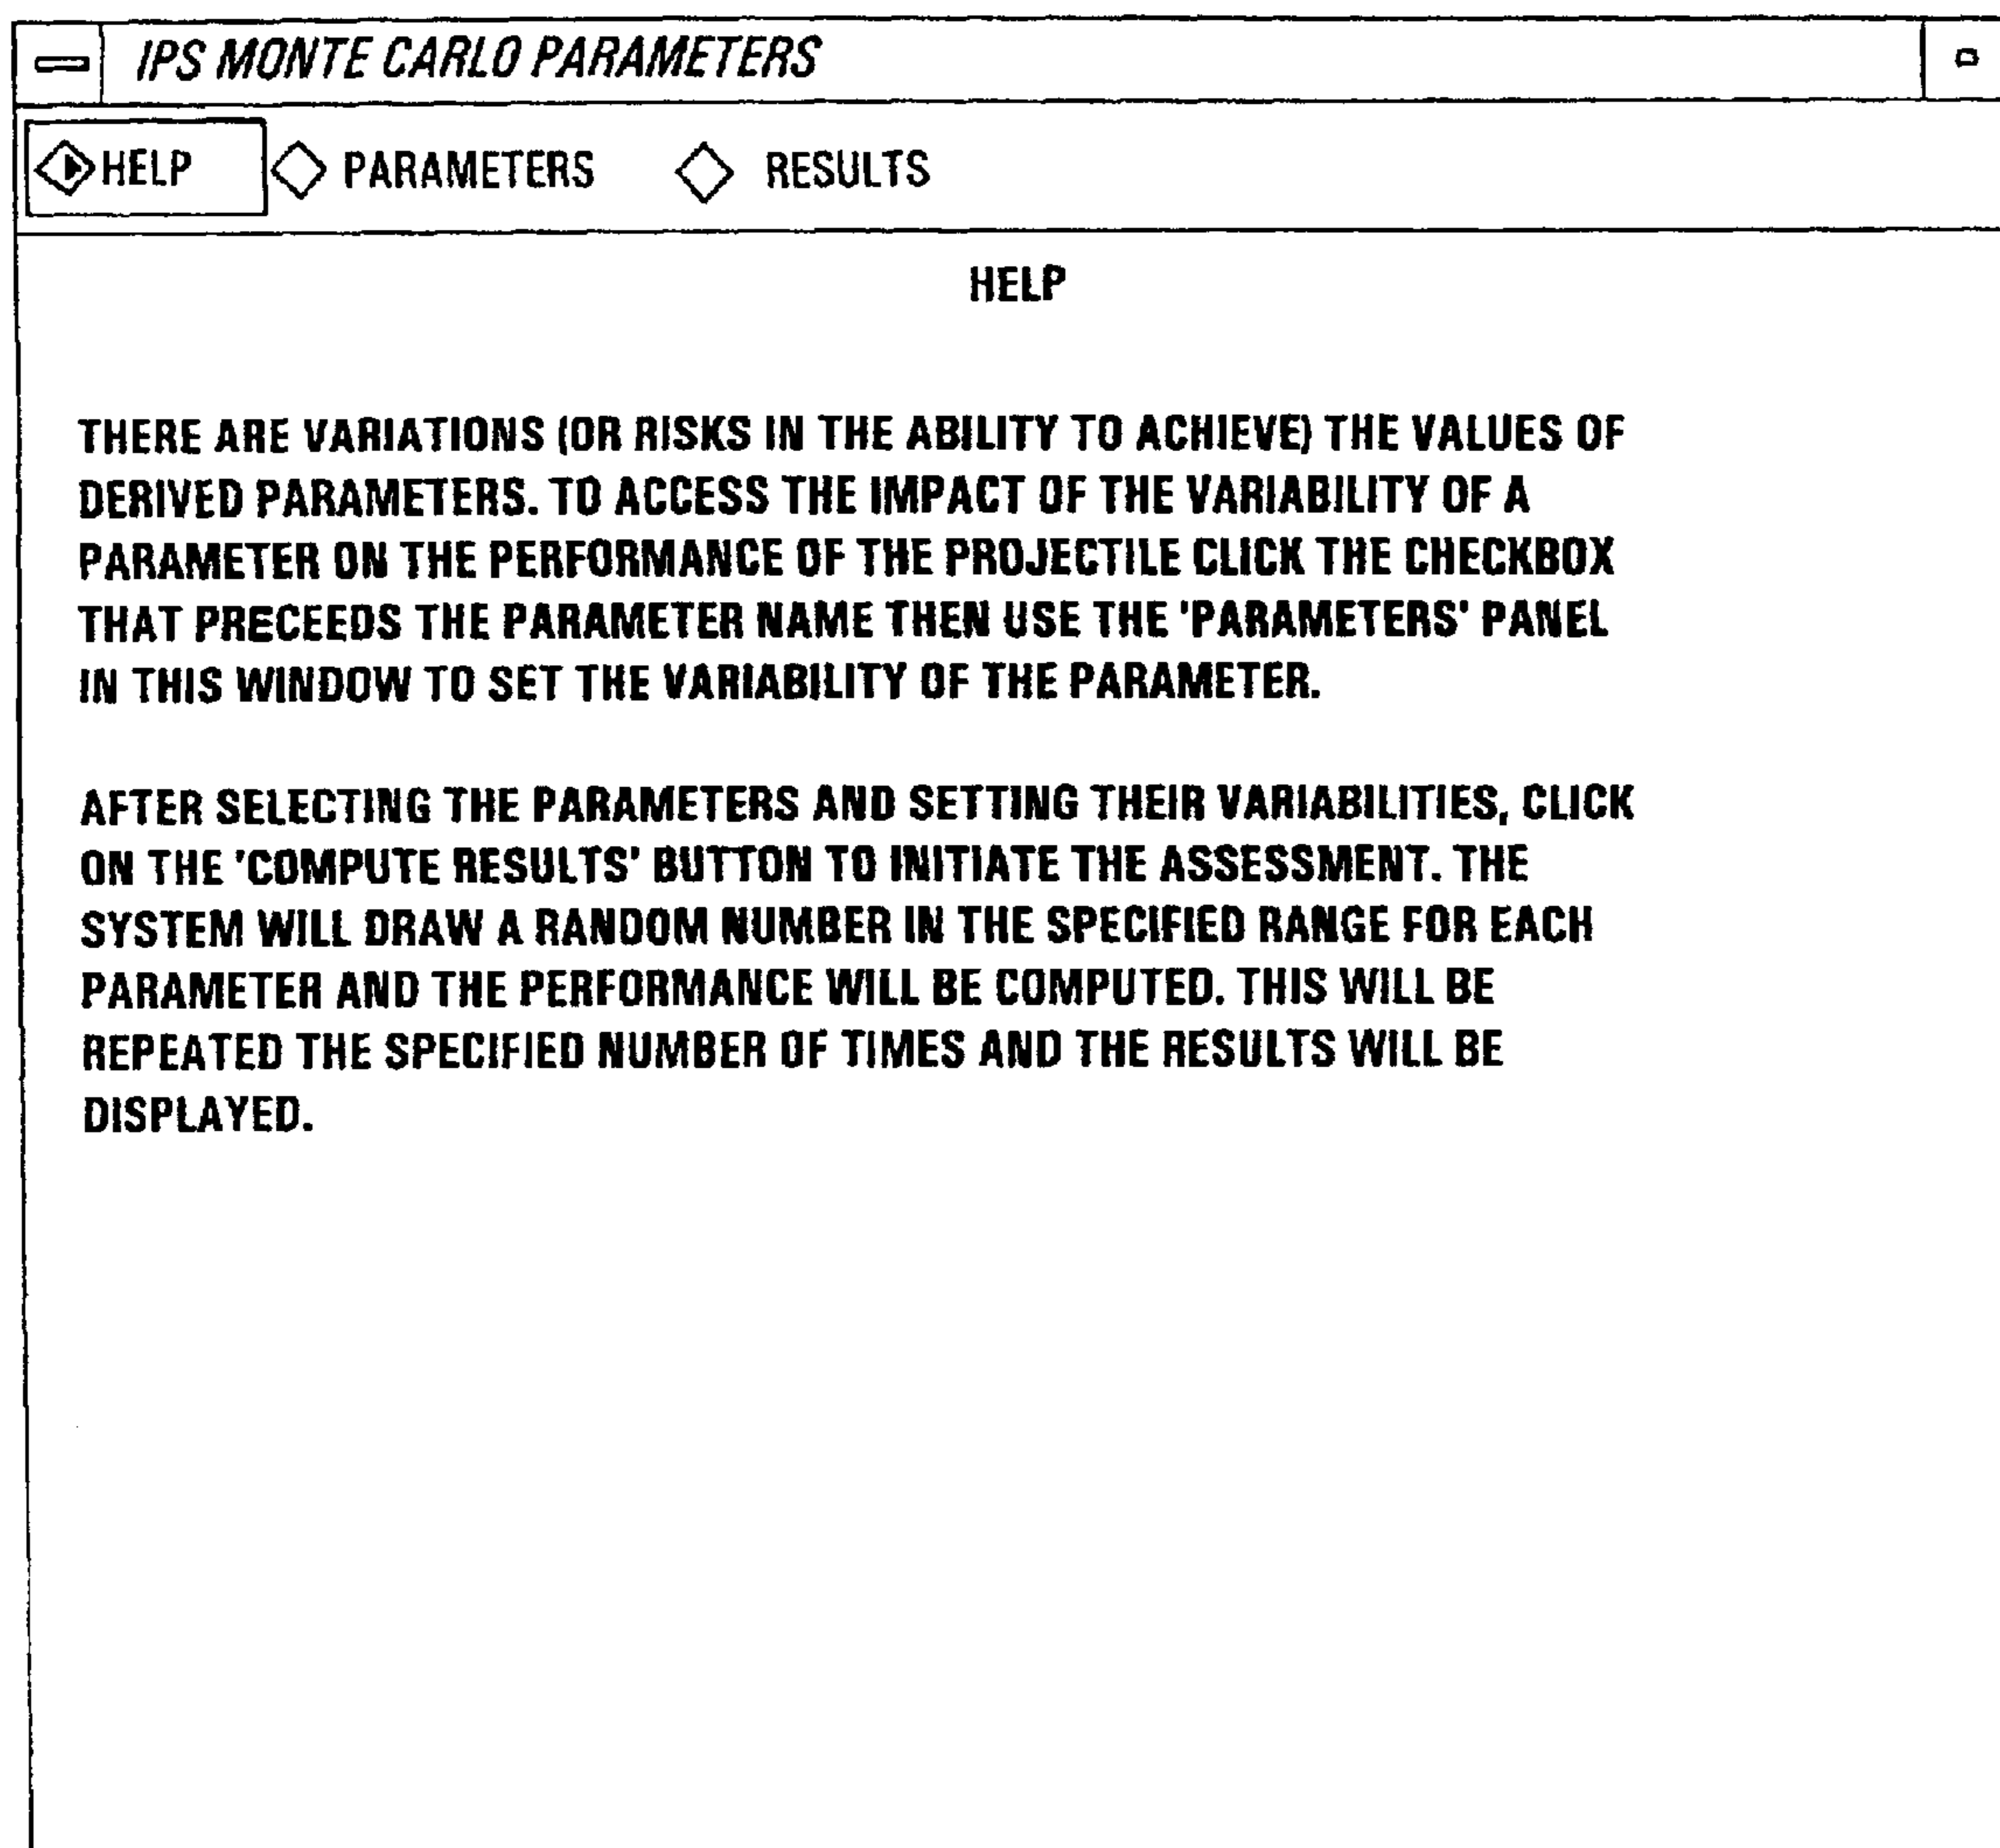 IPS MONTE CARLO PARAMETERS
HELP PARAMETERS RESULTS
HELP
THERE ARE VARIATIONS (OR RISKS IN THE ABILITY TO ACHIEVE) THE VALUES OF
DERIVED PARAMETERS. TO ACCESS THE IMPACT OF THE VARIABILITY OF A
PARAMETER ON THE PERFORMANCE OF THE PROJECTILE CLICK THE CHECKBOX
THAT PRECEEDS THE PARAMETER NAME THEN USE THE 'PARAMETERS' PANEL
IN THIS WINDOW TO SET THE VARIABILITY OF THE PARAMETER.
AFTER SELECTING THE PARAMETERS AND SETTING THEIR VARIABILITIES, CLICK
ON THE 'COMPUTE RESULTS' BUTTON TO INITIATE THE ASSESSMENT. THE
SYSTEM WILL DRAW A RANDOM NUMBER IN THE SPECIFIED RANGE FOR EACH
PARAMETER AND THE PERFORMANCE WILL BE COMPUTED. THIS WILL BE
REPEATED THE SPECIFIED NUMBER OF TIMES AND THE RESULTS WILL BE
DISPLAYED.